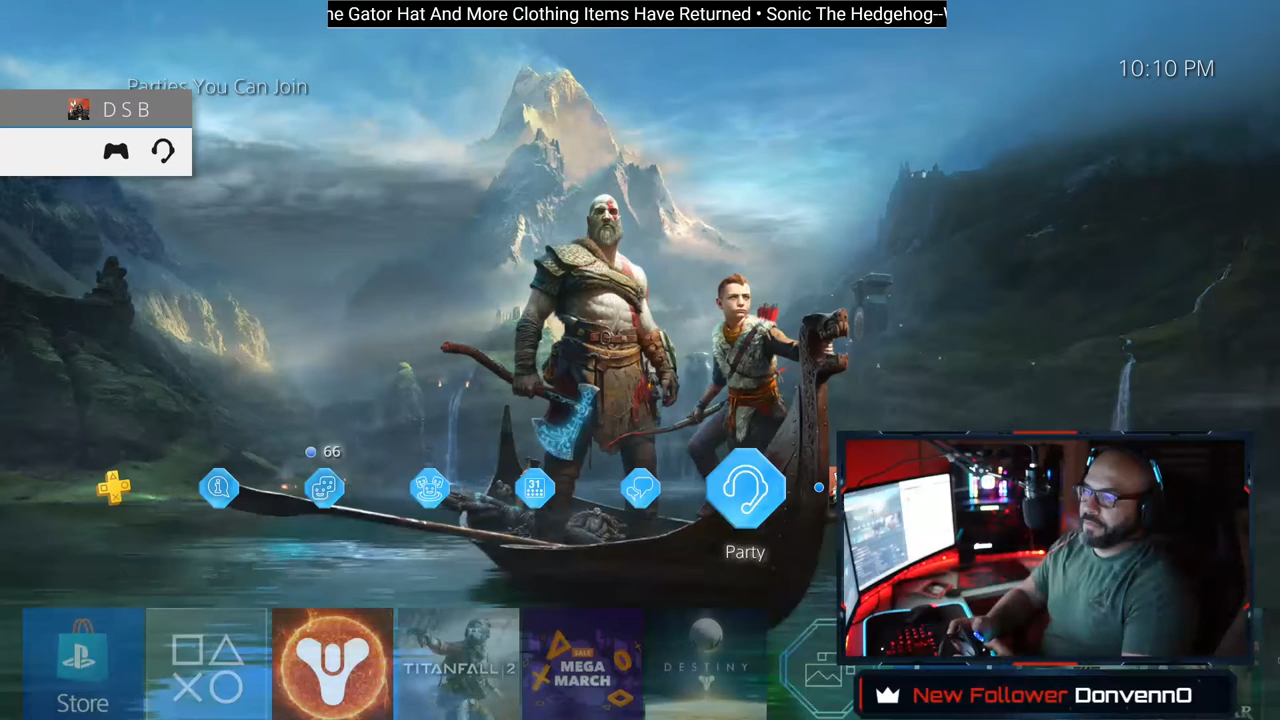 ne Gator Hat And More Clothing Items Have Returned • Sonic The Hedgehog--
Parties You Can Join
10:10 PM
D S B
66
31
Party
Store
TITANFALL 2
SALE
MEGA
MARCH
DESTINY
New Follower DonvennO